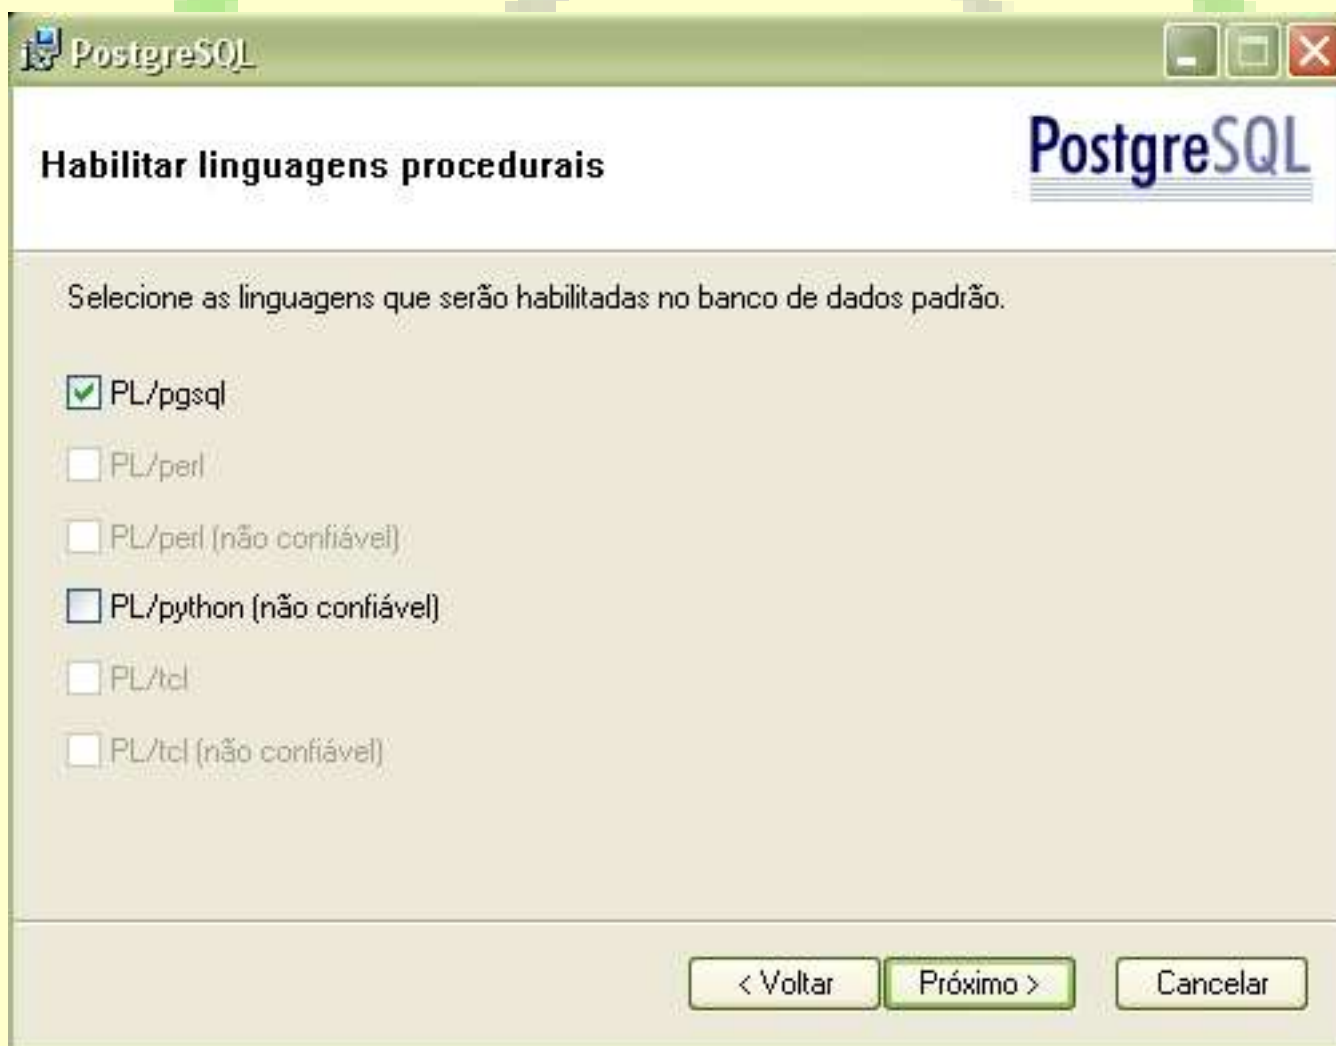 PostgreSQL
Habilitar linguagens procedurais
PostgreSQL
Selecione as linguagens que serão habilitadas no banco de dados padrão.
PL/pgsql
PL/perl
PL/perl (não confiável)
PL/python (não confiável)
PL/tcl
PL/tcl (não confiável)
< Voltar
Próximo >
Cancelar